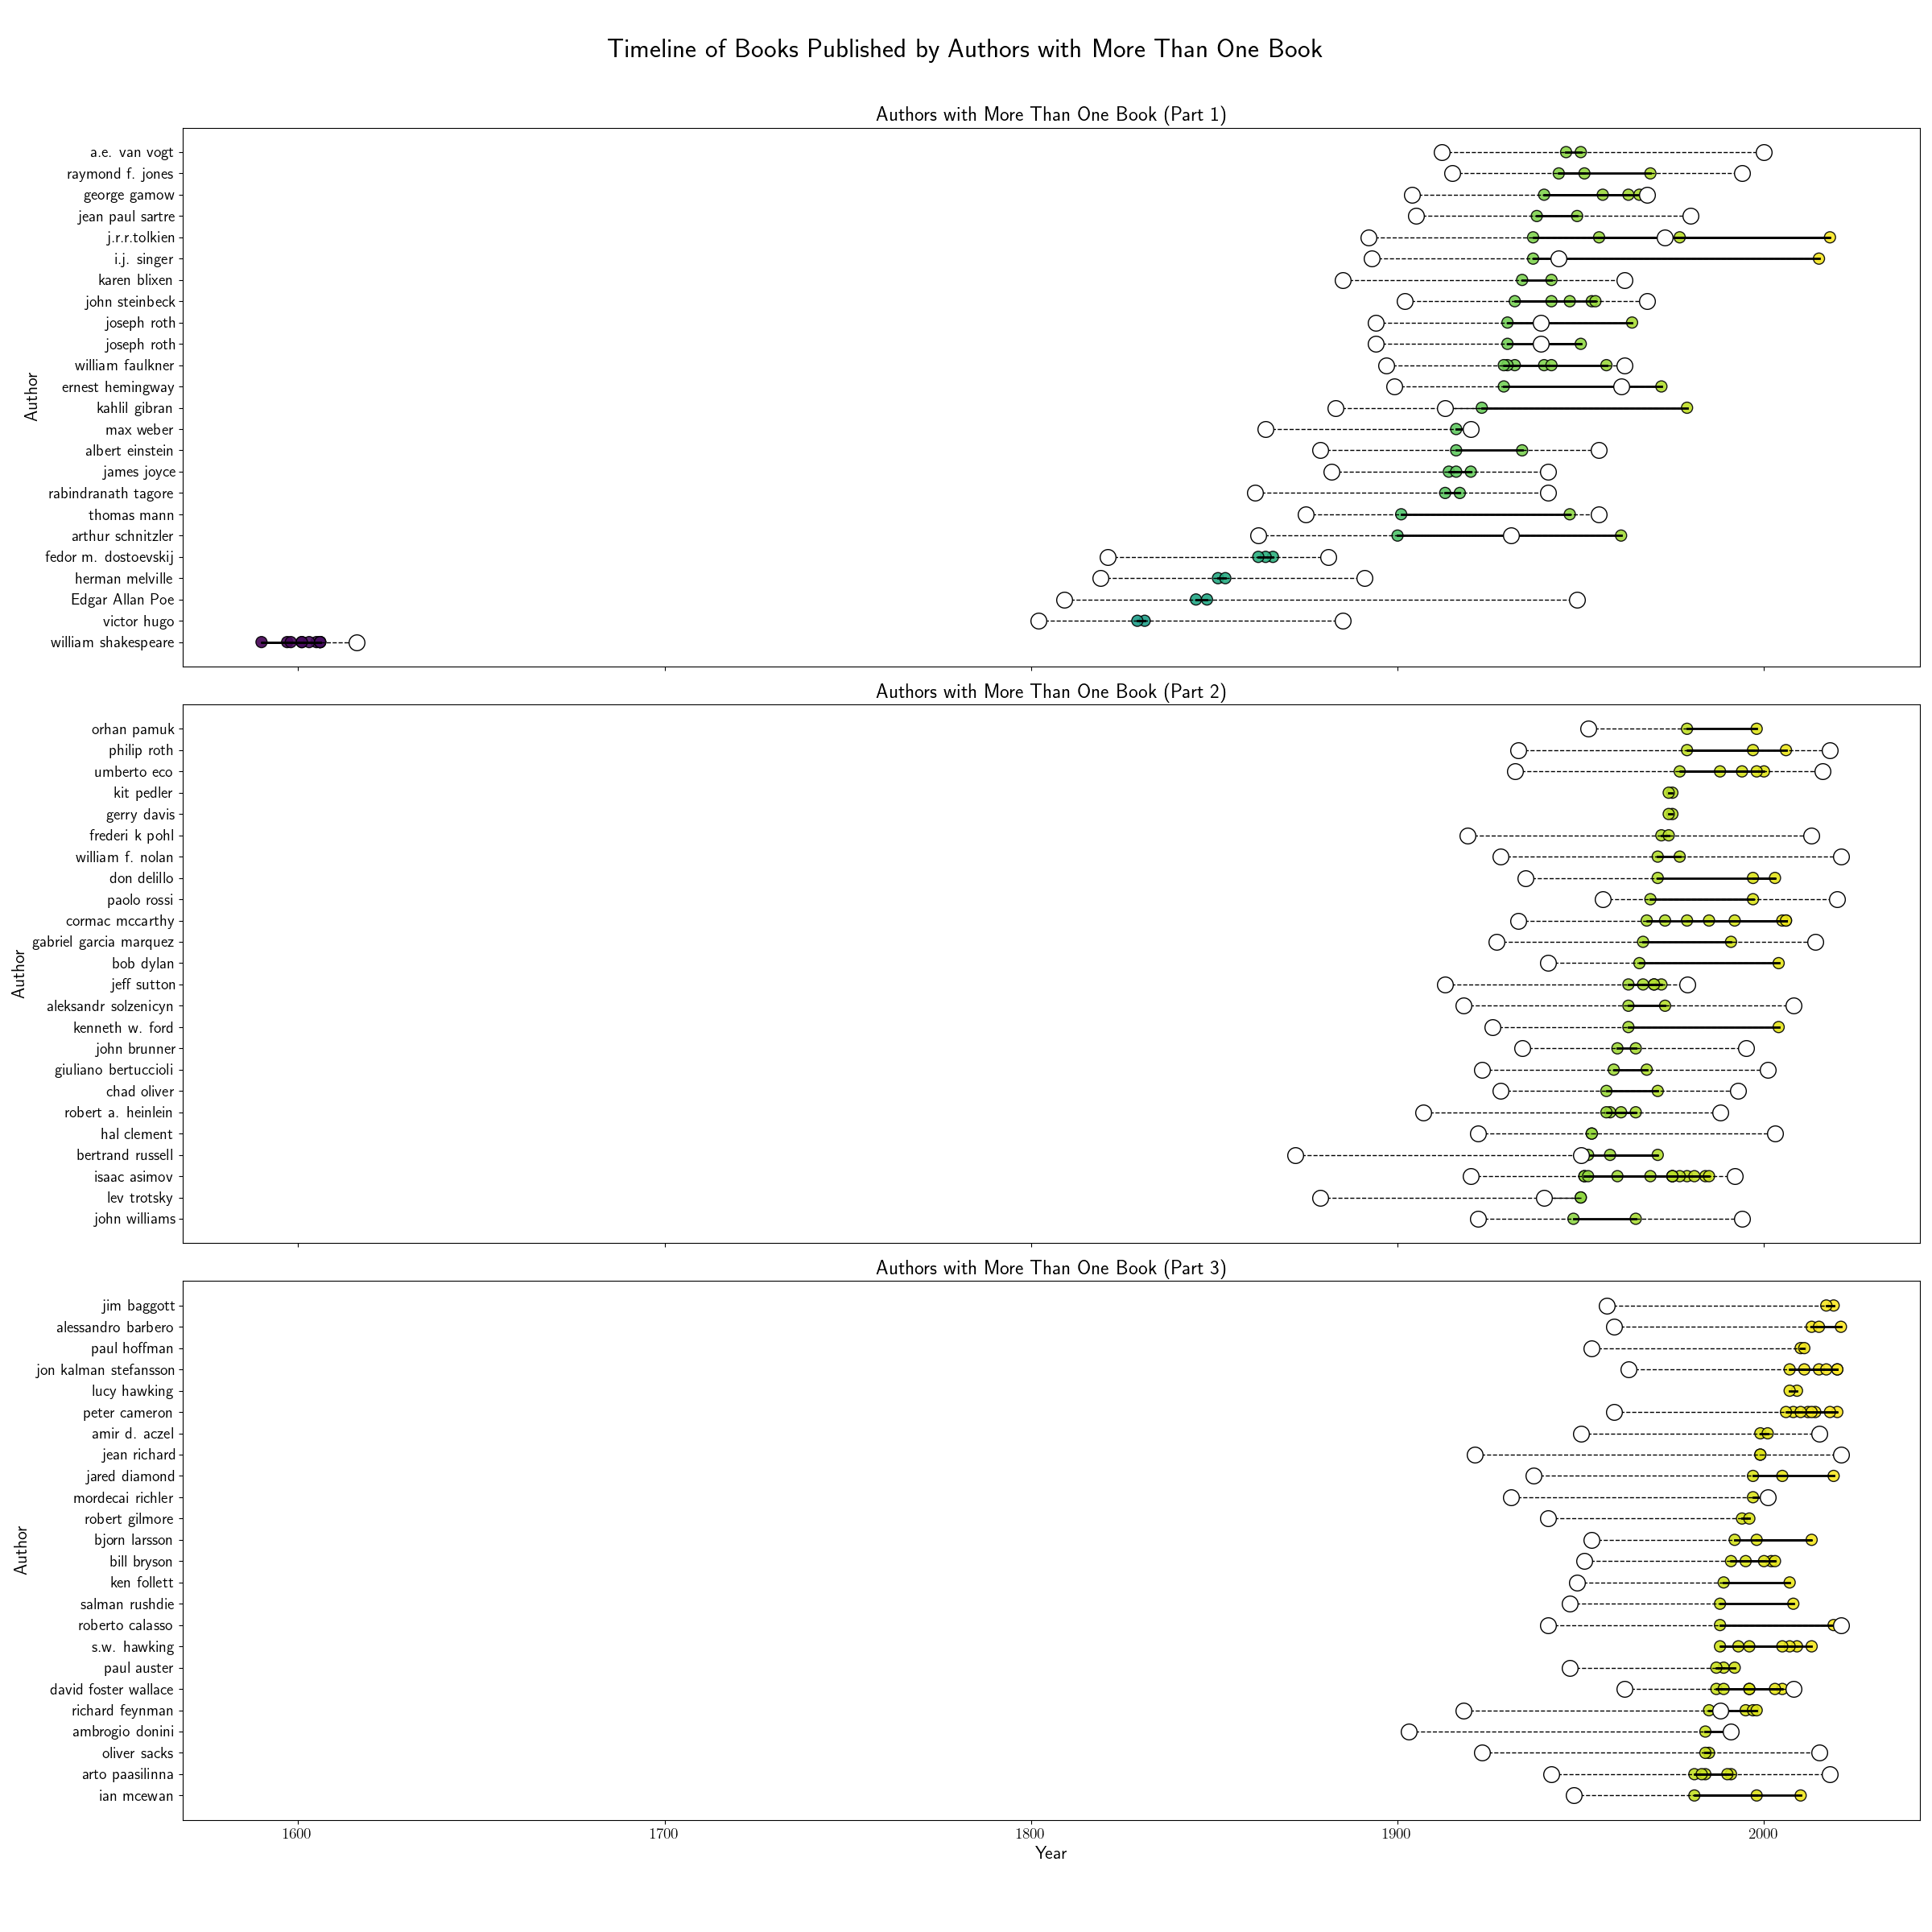 Timeline of Books Published by Authors with More Than One Book
Authors with More Than One Book (Part 1)
a.e. van vogt
raymond f. jones
george gamow
jean paul sartre
j.r.r.tolkien
i.j. singer
karen blixen
john steinbeck
joseph roth
joseph roth
william faulkner
ernest hemingway
kahlil gibran
max weber
albert einstein
james joyce
rabindranath tagore
thomas mann
arthur schnitzler
fedor m. dostoevskij
herman melville
Edgar Allan Poe
victor hugo
william shakespeare
Author
Authors with More Than One Book (Part 2)
orhan pamuk
philip roth
umberto eco
kit pedler
gerry davis
frederi k pohl
william f. nolan
don delillo
paolo rossi
cormac mccarthy
gabriel garcia marquez
bob dylan
jeff sutton
aleksandr solzenicyn
kenneth w. ford
john brunner
giuliano bertuccioli
chad oliver
robert a. heinlein
hal clement
bertrand russell
isaac asimov
lev trotsky
john williams
Author
Authors with More Than One Book (Part 3)
jim baggott
alessandro barbero
paul hoffman
jon kalman stefansson
lucy hawking
peter cameron
amir d. aczel
jean richard
jared diamond
mordecai richler
robert gilmore
bjorn larsson
bill bryson
ken follett
salman rushdie
roberto calasso
s.w. hawking
paul auster
david foster wallace
richard feynman
ambrogio donini
oliver sacks
arto paasilinna
ian mcewan
Author
1600 1700 1800 1900 2000
Year